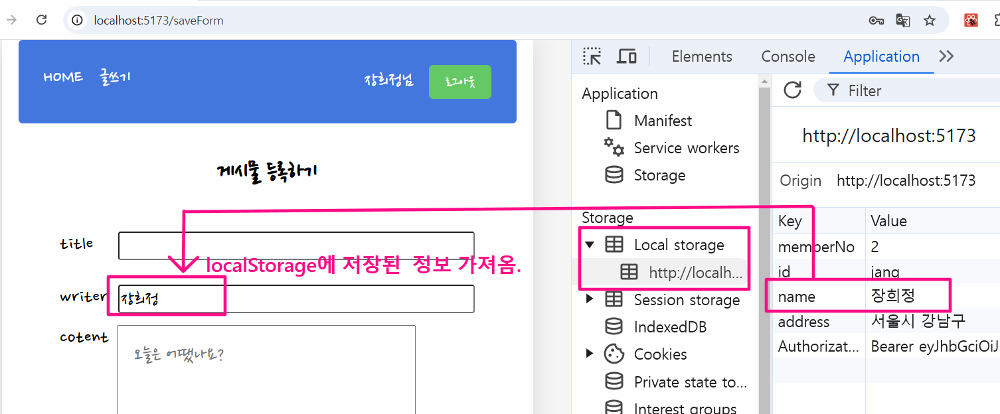 localhost:5173/saveForm
HOME 글쓰기 장희정님 로그아웃
게시물 등록하기
title
localStorage에 저장된 정보 가져옴.
writer 장희정
cotent 오늘은 어땠나요?
Elements Console Application
Application
Manifest
Service workers
Storage
Storage
Local storage
http://localh...
Session storage
IndexedDB
Cookies
Private state to...
Interest groups
Filter
http://localhost:5173
Origin http://localhost:5173
Key Value
memberNo 2
id jang
name 장희정
address 서울시 강남구
Authorizat... Bearer eyJhbGciOiJ